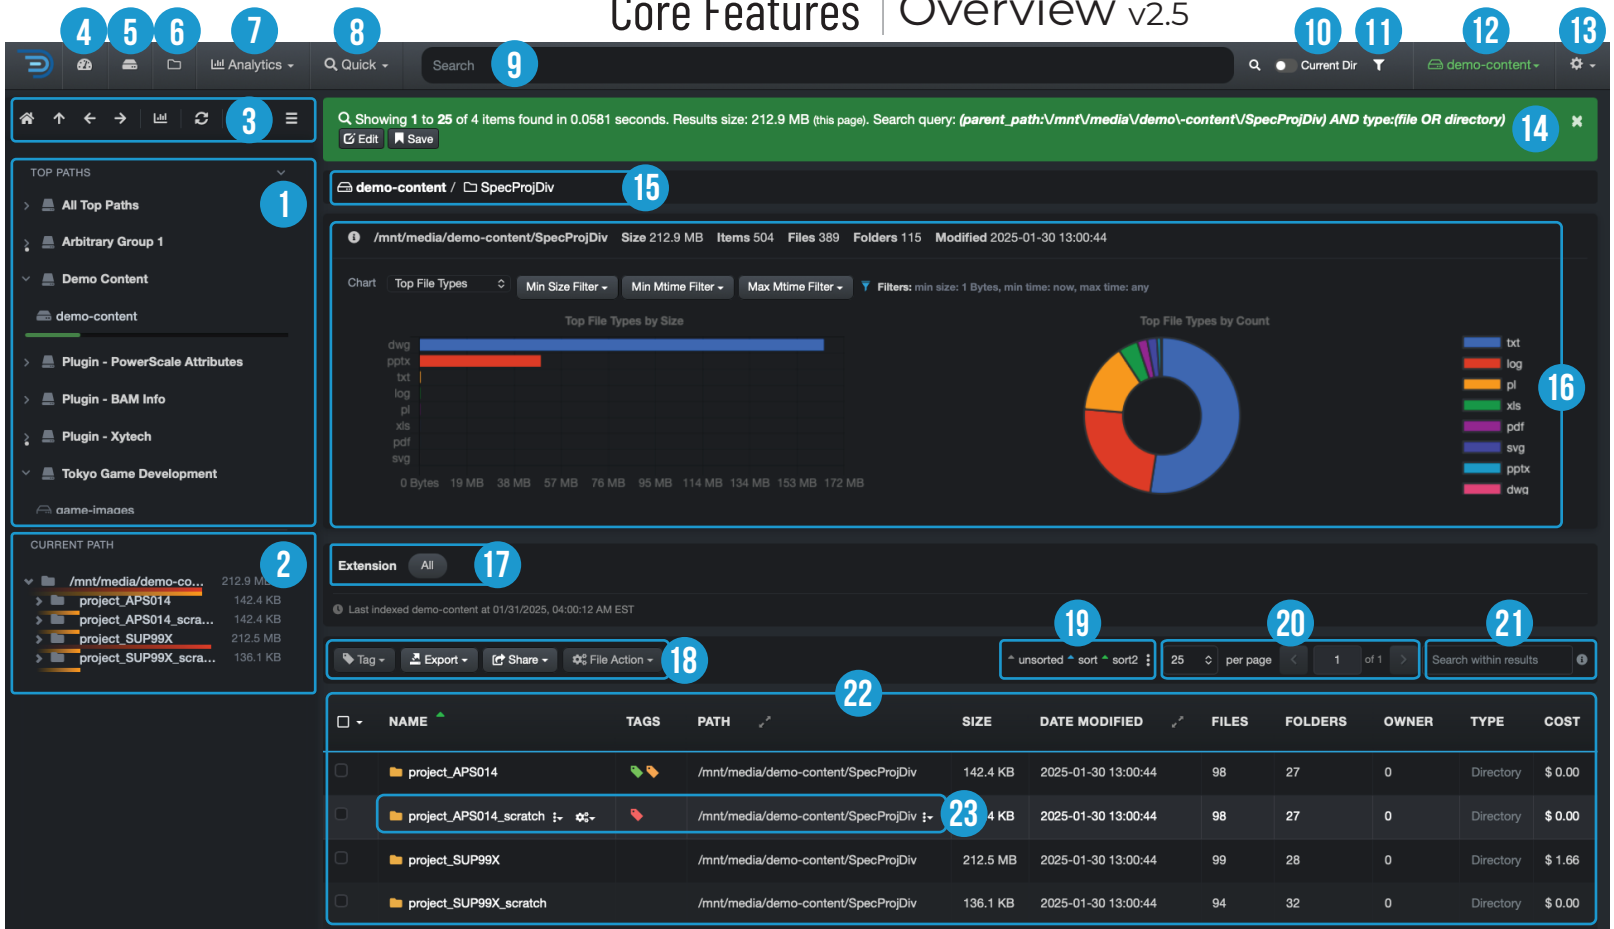 Core Features | Overview v2.5
4 5 6 7 8 9 10 11 12 13
Analytics Quick Search Current Dir demo-content
3
Showing 1 to 25 of 4 items found in 0.0581 seconds. Results size: 212.9 MB (this page). Search query: (parent_path:\/mnt\/media\/demo\-content\/SpecProjDiv) AND type:(file OR directory)
Edit Save
14
TOP PATHS
1
All Top Paths
Arbitrary Group 1
Demo Content
demo-content
Plugin - PowerScale Attributes
Plugin - BAM Info
Plugin - Xytech
Tokyo Game Development
game-images
CURRENT PATH
2
/mnt/media/demo-co... 212.9
project_APS014 142.4 KB
project_APS014_scra... 142.4 KB
project_SUP99X 212.5 MB
project_SUP99X_scra... 136.1 KB
demo-content / SpecProjDiv
15
/mnt/media/demo-content/SpecProjDiv Size 212.9 MB Items 504 Files 389 Folders 115 Modified 2025-01-30 13:00:44
Chart Top File Types Min Size Filter Min Mtime Filter Max Mtime Filter Filters: min size: 1 Bytes, min time: now, max time: any
Top File Types by Size
dwg
pptx
txt
log
pl
xls
pdf
svg
0 Bytes 19 MB 38 MB 57 MB 76 MB 95 MB 114 MB 134 MB 153 MB 172 MB
Top File Types by Count
txt
log
pl
xls
pdf
svg
pptx
dwg
16
Extension All
17
Last indexed demo-content at 01/31/2025, 04:00:12 AM EST
19 20 21
Tag Export Share File Action 18 unsorted sort sort2 25 per page 1 of 1 Search within results
22
NAME TAGS PATH SIZE DATE MODIFIED FILES FOLDERS OWNER TYPE COST
project_APS014 /mnt/media/demo-content/SpecProjDiv 142.4 KB 2025-01-30 13:00:44 98 27 0 Directory $ 0.00
project_APS014_scratch /mnt/media/demo-content/SpecProjDiv 23 4 KB 2025-01-30 13:00:44 98 27 0 Directory $ 0.00
project_SUP99X /mnt/media/demo-content/SpecProjDiv 212.5 MB 2025-01-30 13:00:44 99 28 0 Directory $ 1.66
project_SUP99X_scratch /mnt/media/demo-content/SpecProjDiv 136.1 KB 2025-01-30 13:00:44 94 32 0 Directory $ 0.00